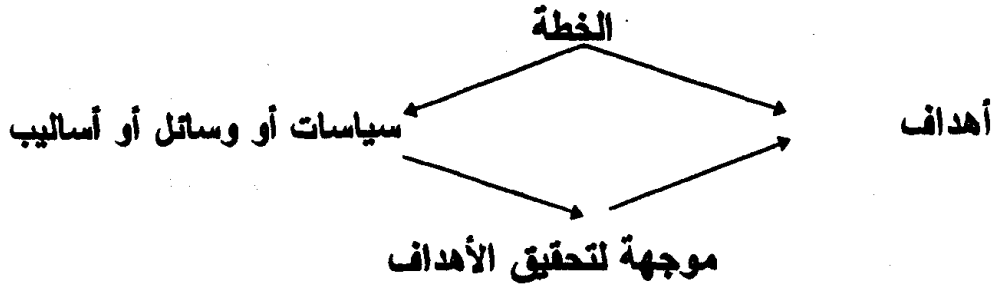 الخطة
أهداف
سياسات أو وسائل أو أساليب
موجهة لتحقيق الأهداف